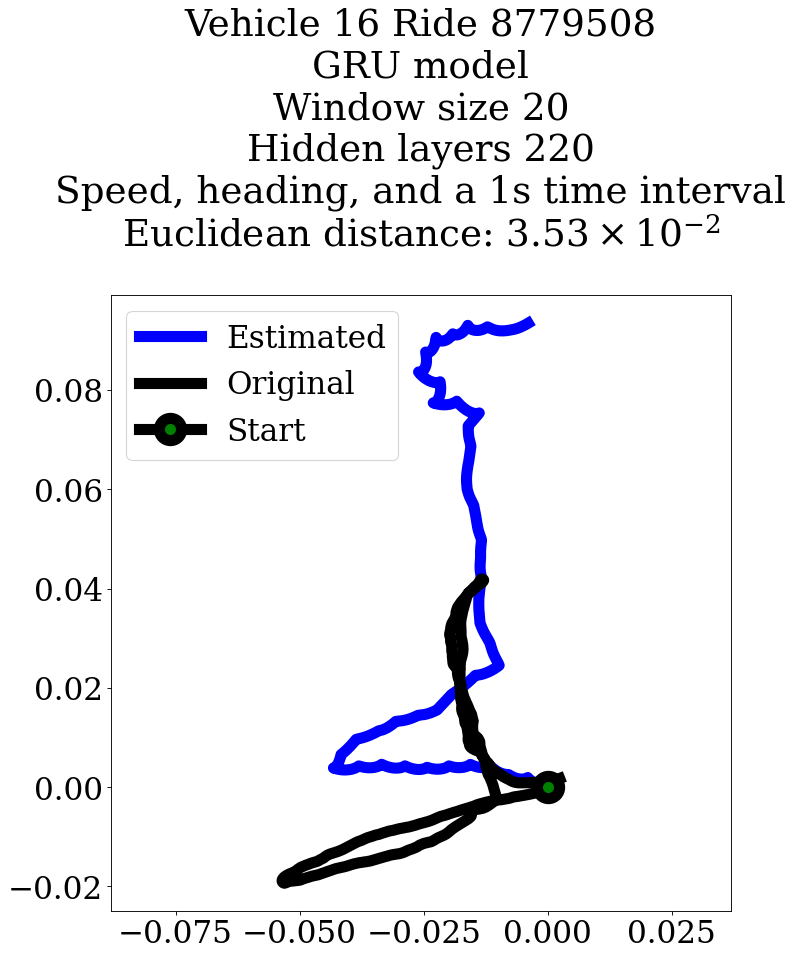 Vehicle 16 Ride 8779508
GRU model
Window size 20
Hidden layers 220
Speed, heading, and a 1s time interval
Euclidean distance: 3.53 × 10⁻²
Estimated
Original
Start
0.08
0.06
0.04
0.02
0.00
−0.02
−0.075 −0.050 −0.025 0.000 0.025